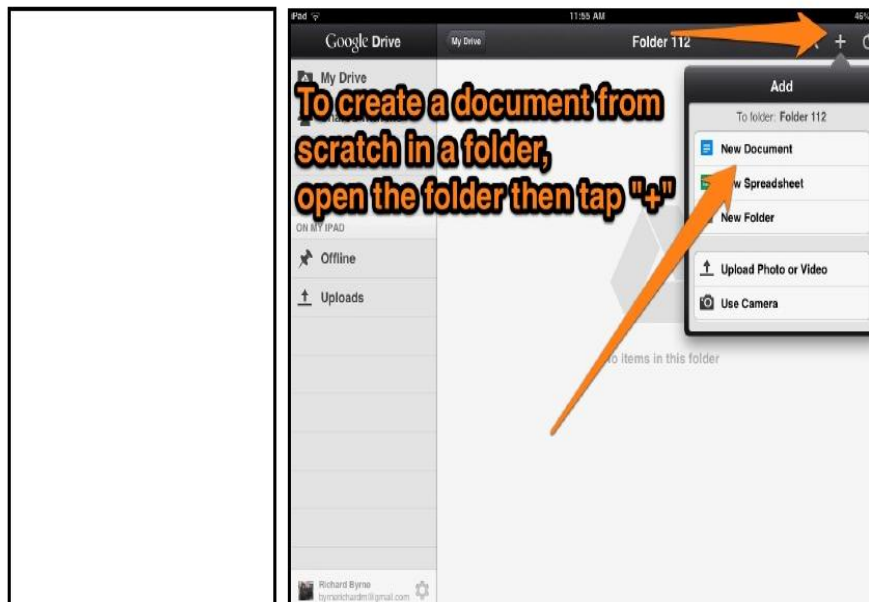 iPad 11:55 AM 46%
Google Drive
My Drive
Folder 112
+
Add
To folder: Folder 112
New Document
Spreadsheet
New Folder
Upload Photo or Video
Use Camera
My Drive
To create a document from
scratch in a folder,
open the folder then tap "+"
ON MY IPAD
Offline
Uploads
No items in this folder
Richard Byrne